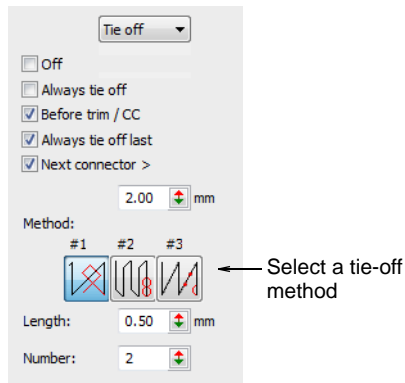 Tie off
Off
Always tie off
Before trim / CC
Always tie off last
Next connector >
2.00 mm
Method:
#1 #2 #3
Select a tie-off
method
Length: 0.50 mm
Number: 2